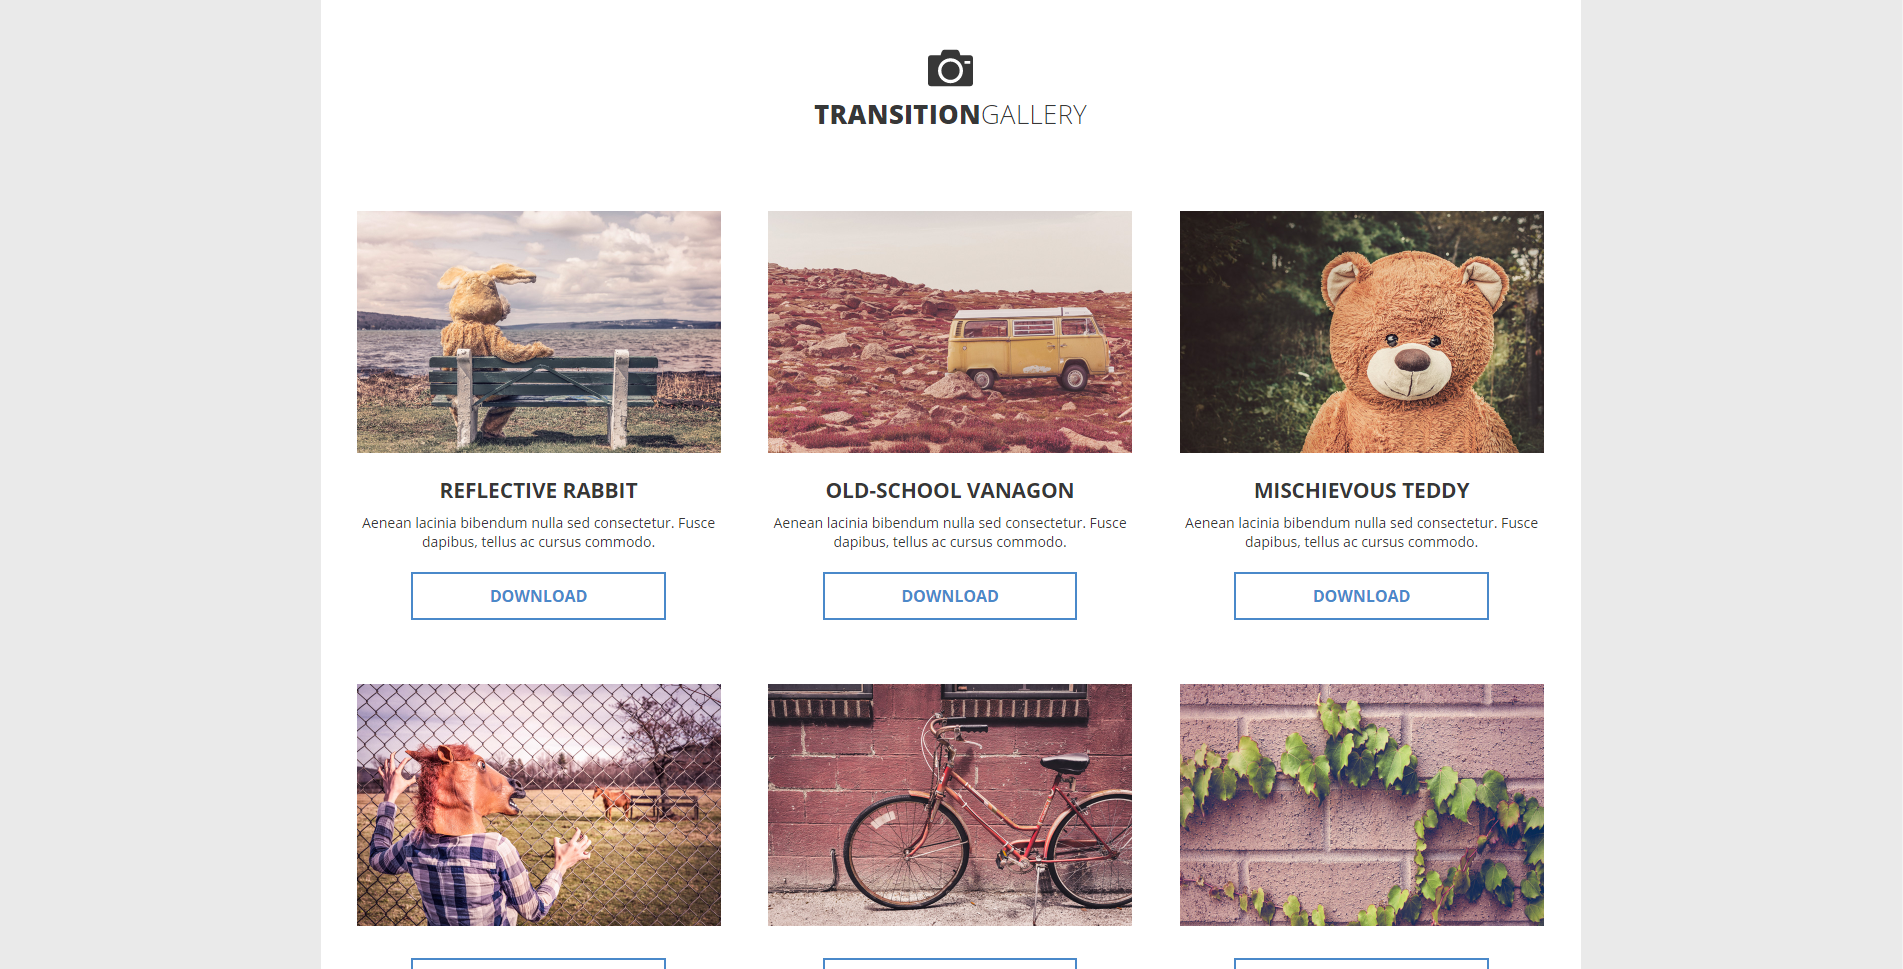 TRANSITIONGALLERY
REFLECTIVE RABBIT
Aenean lacinia bibendum nulla sed consectetur. Fusce
dapibus, tellus ac cursus commodo.
DOWNLOAD
OLD-SCHOOL VANAGON
Aenean lacinia bibendum nulla sed consectetur. Fusce
dapibus, tellus ac cursus commodo.
DOWNLOAD
MISCHIEVOUS TEDDY
Aenean lacinia bibendum nulla sed consectetur. Fusce
dapibus, tellus ac cursus commodo.
DOWNLOAD